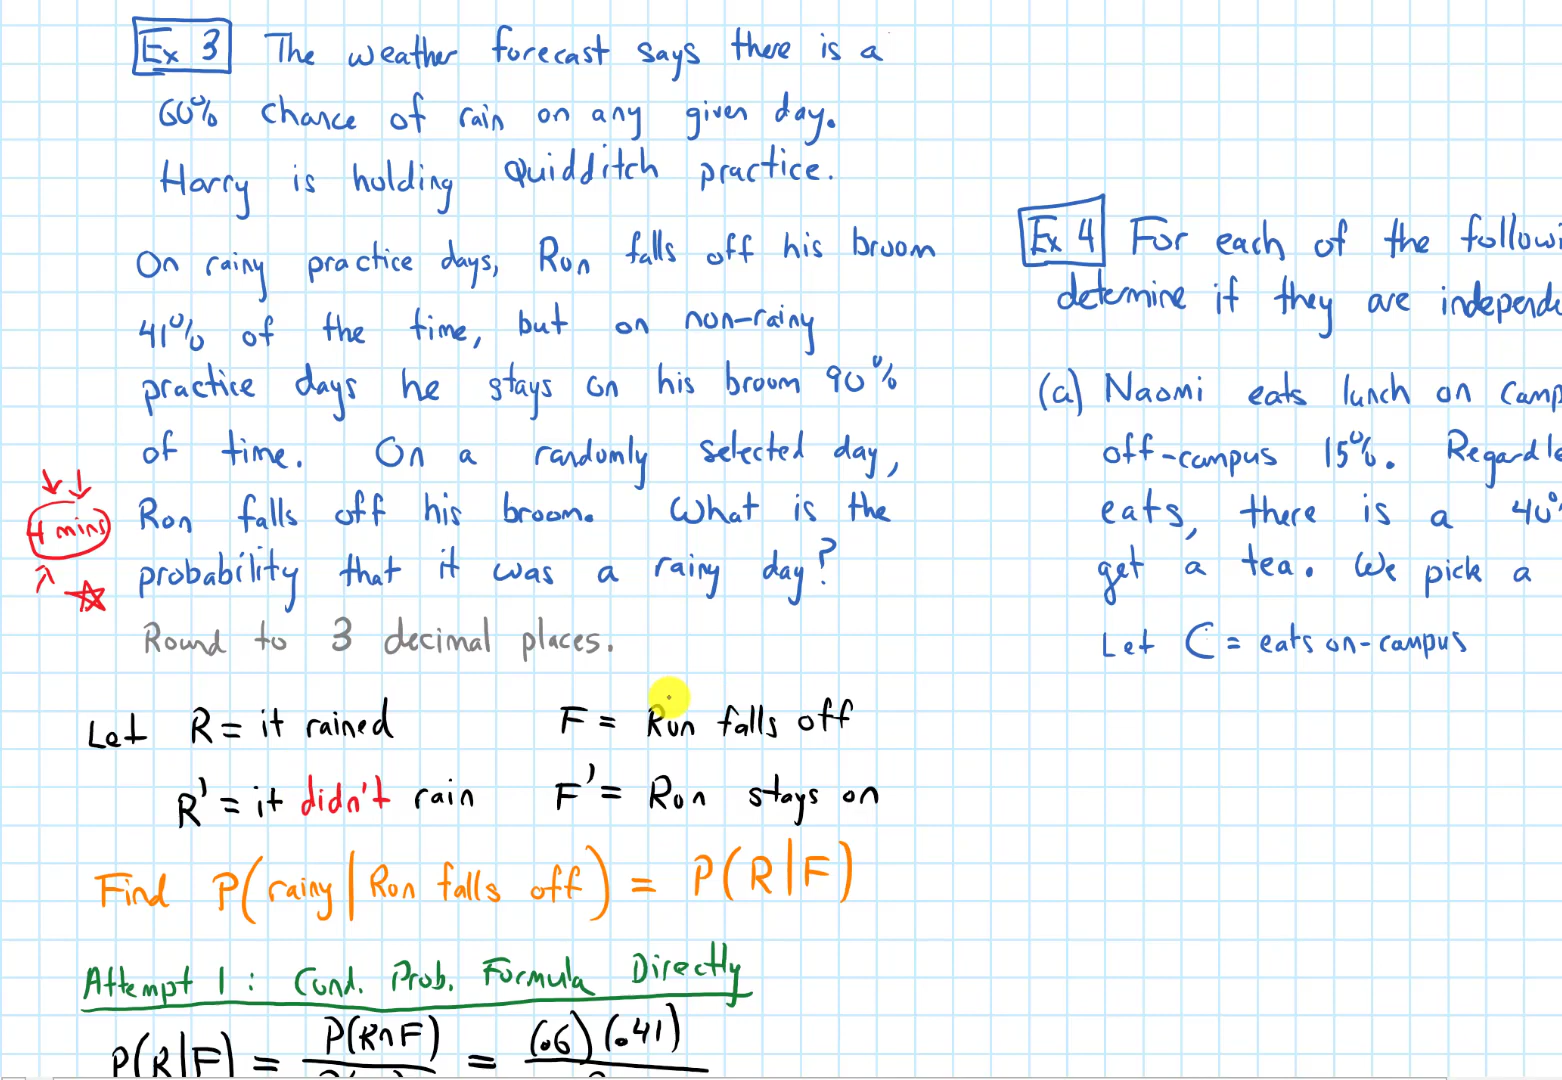 Ex 3 The weather forecast says there is a
60% chance of rain on any given day.
Harry is holding Quidditch practice.
On rainy practice days, Ron falls off his broom
41% of the time, but on non-rainy
practice days he stays on his broom 90%
of time. On a randomly selected day,
Ron falls off his broom. What is the
probability that it was a rainy day?
Round to 3 decimal places.
4 mins
Let R = it rained F = Ron falls off
R' = it didn't rain F' = Ron stays on
Find P(rainy | Ron falls off) = P(R|F)
Attempt 1: Cond. Prob. Formula Directly
P(R|F) = P(R∩F) = (.6)(.41)
Ex 4 For each of the
determine if they are
(a) Naomi eats lunch on
off-campus 15%.
eats, there is a
get a tea. We pick a
Let C = eats on-campus